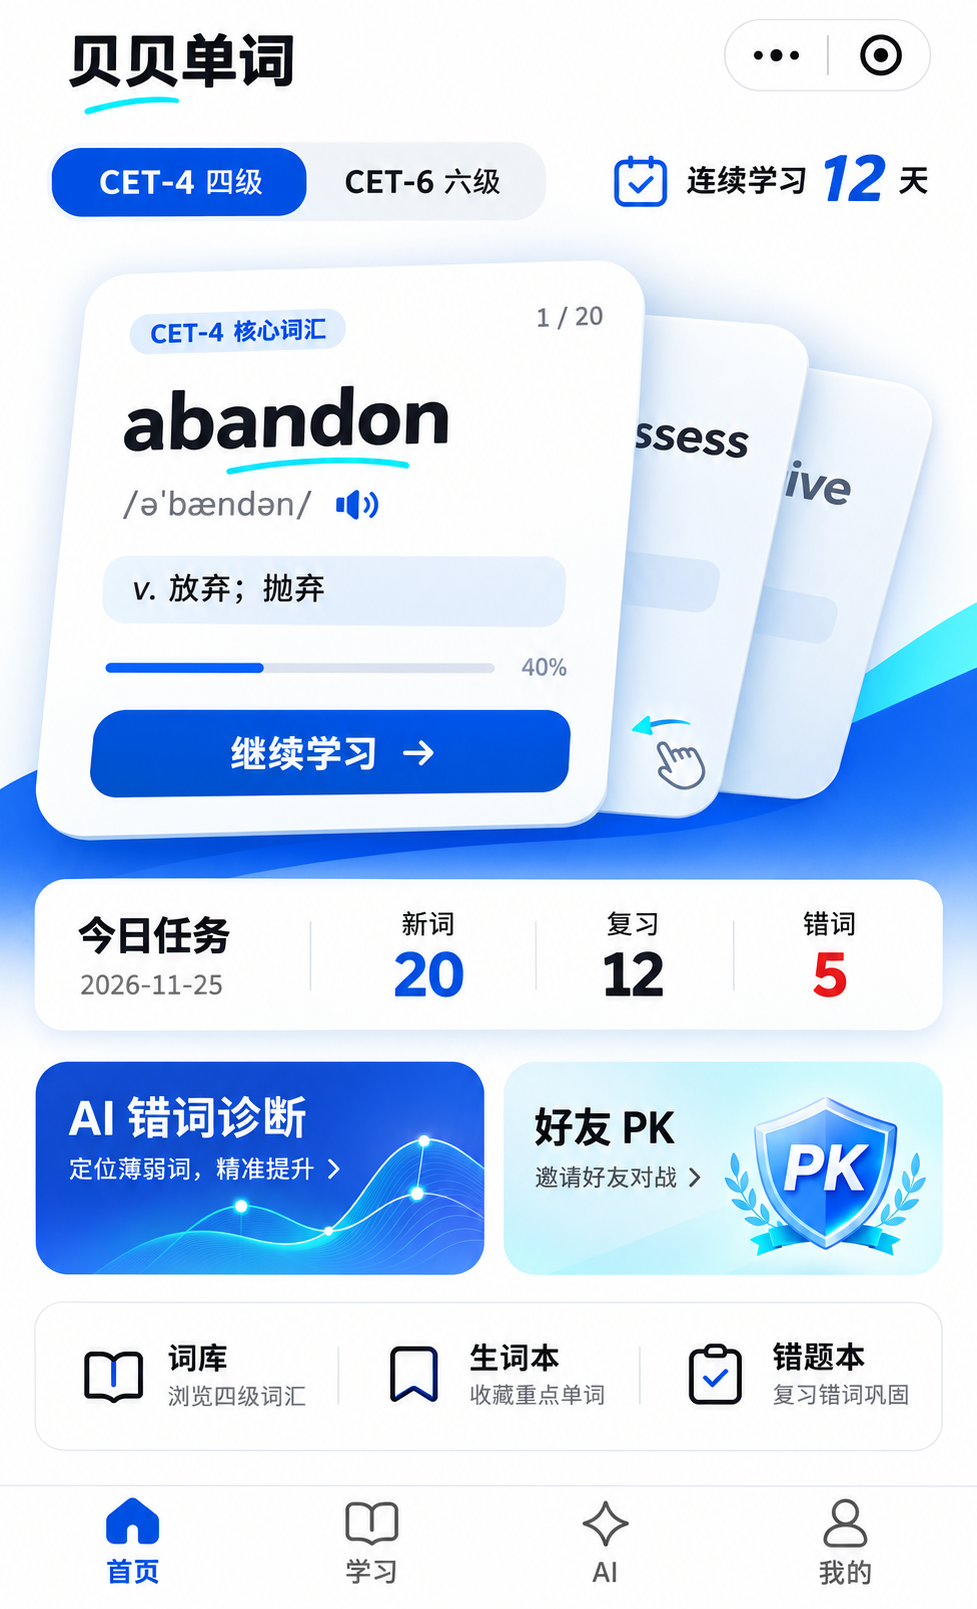 贝贝单词
CET-4 四级
CET-6 六级
连续学习 12 天
CET-4 核心词汇
1 / 20
abandon
/ə'bændən/
v. 放弃；抛弃
40%
继续学习 →
ssess
ive
今日任务
2026-11-25
新词
20
复习
12
错词
5
AI 错词诊断
定位薄弱词，精准提升 >
好友 PK
邀请好友对战 >
PK
词库
浏览四级词汇
生词本
收藏重点单词
错题本
复习错词巩固
首页
学习
AI
我的